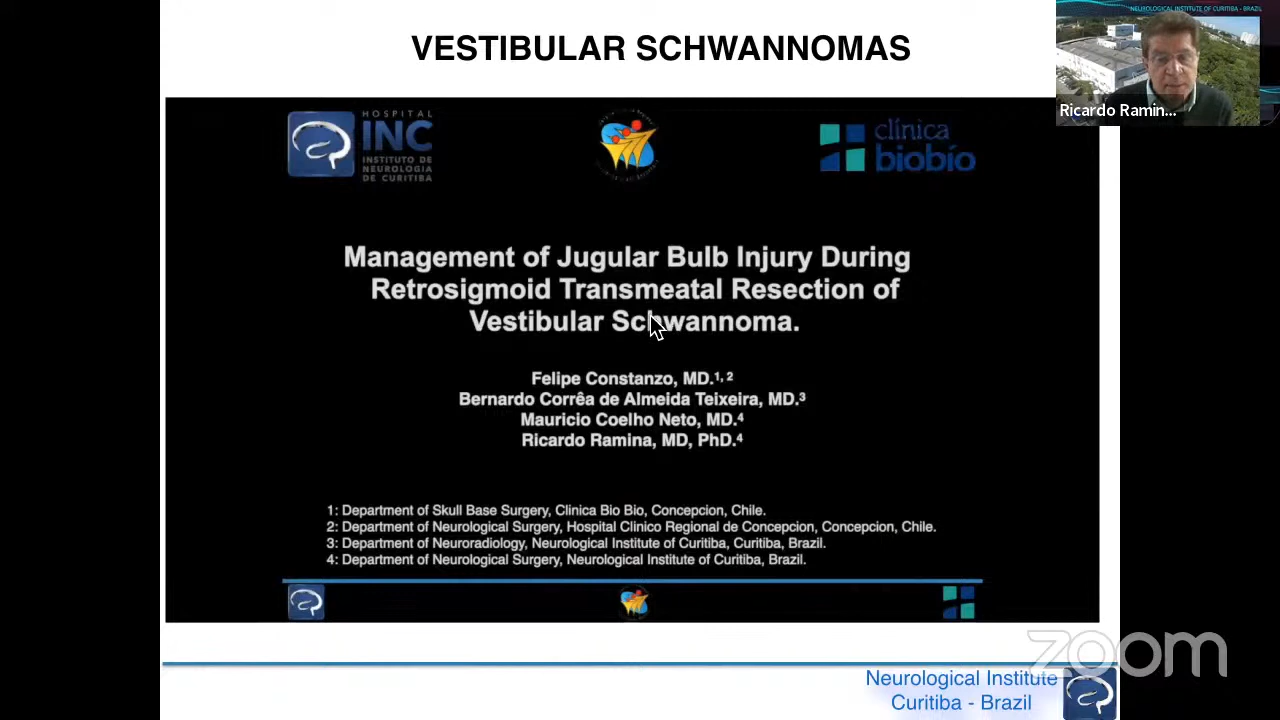 NEUROLOGICAL INSTITUTE OF CURITIBA - BRAZIL
VESTIBULAR SCHWANNOMAS
Ricardo Ramin...
HOSPITAL
INC
INSTITUTO DE
NEUROLOGIA
DE CURITIBA
clínica
biobío
Management of Jugular Bulb Injury During
Retrosigmoid Transmeatal Resection of
Vestibular Schwannoma.
Felipe Constanzo, MD.¹,²
Bernardo Corrêa de Almeida Teixeira, MD.³
Mauricio Coelho Neto, MD.⁴
Ricardo Ramina, MD, PhD.⁴
1: Department of Skull Base Surgery, Clinica Bio Bio, Concepcion, Chile.
2: Department of Neurological Surgery, Hospital Clinico Regional de Concepcion, Concepcion, Chile.
3: Department of Neuroradiology, Neurological Institute of Curitiba, Curitiba, Brazil.
4: Department of Neurological Surgery, Neurological Institute of Curitiba, Brazil.
zoom
Neurological Institute
Curitiba - Brazil